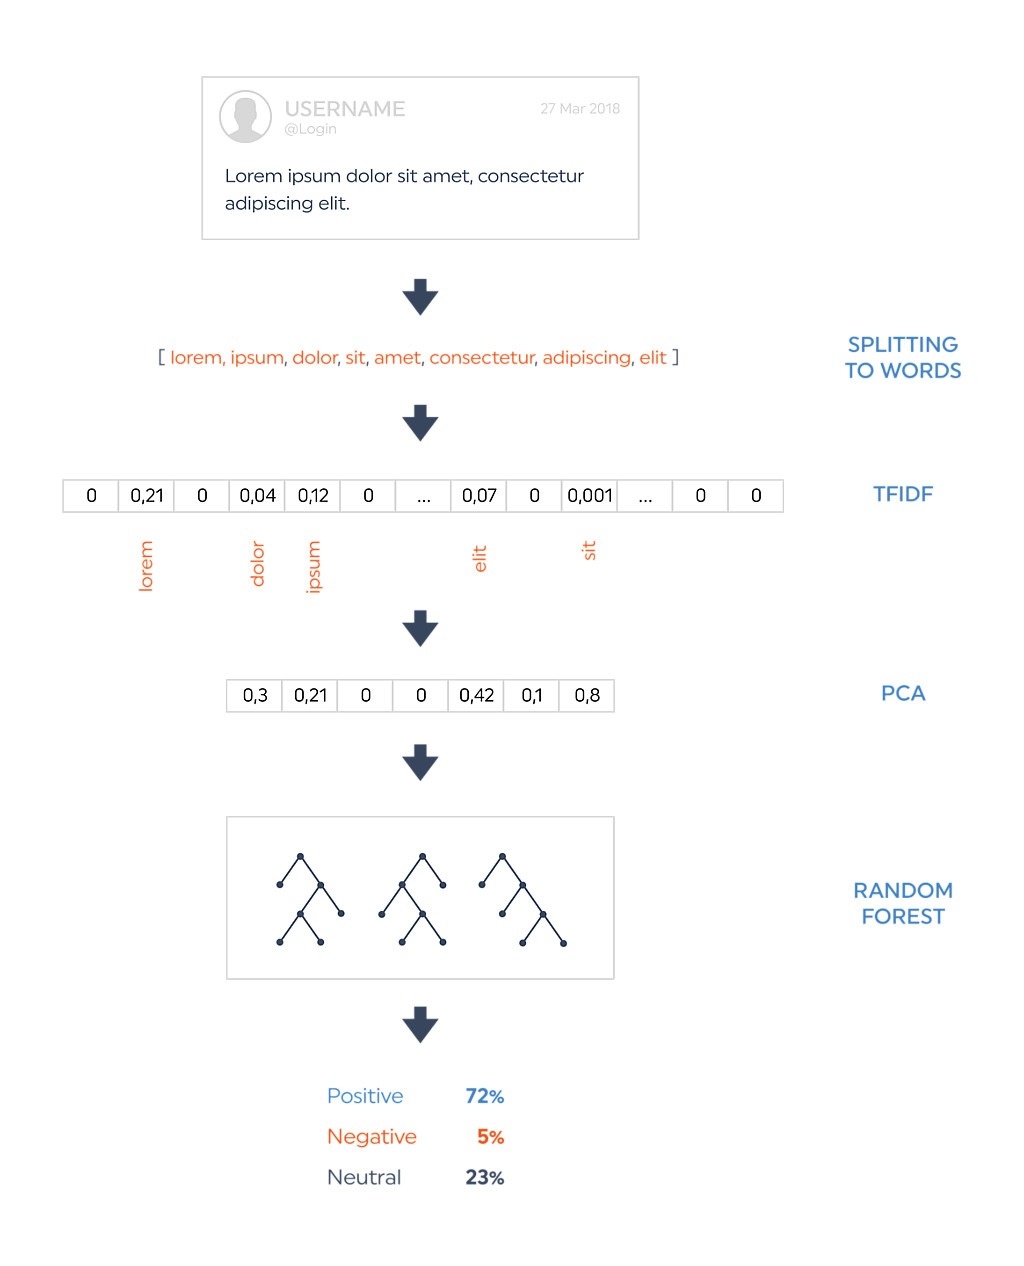 USERNAME
27 Mar 2018
@Login
Lorem ipsum dolor sit amet, consectetur
adipiscing elit.
[ lorem, ipsum, dolor, sit, amet, consectetur, adipiscing, elit ]
SPLITTING
TO WORDS
0 0,21 0 0,04 0,12 0 ... 0,07 0 0,001 ... 0 0
TFIDF
lorem dolor ipsum elit sit
0,3 0,21 0 0 0,42 0,1 0,8
PCA
RANDOM
FOREST
Positive 72%
Negative 5%
Neutral 23%